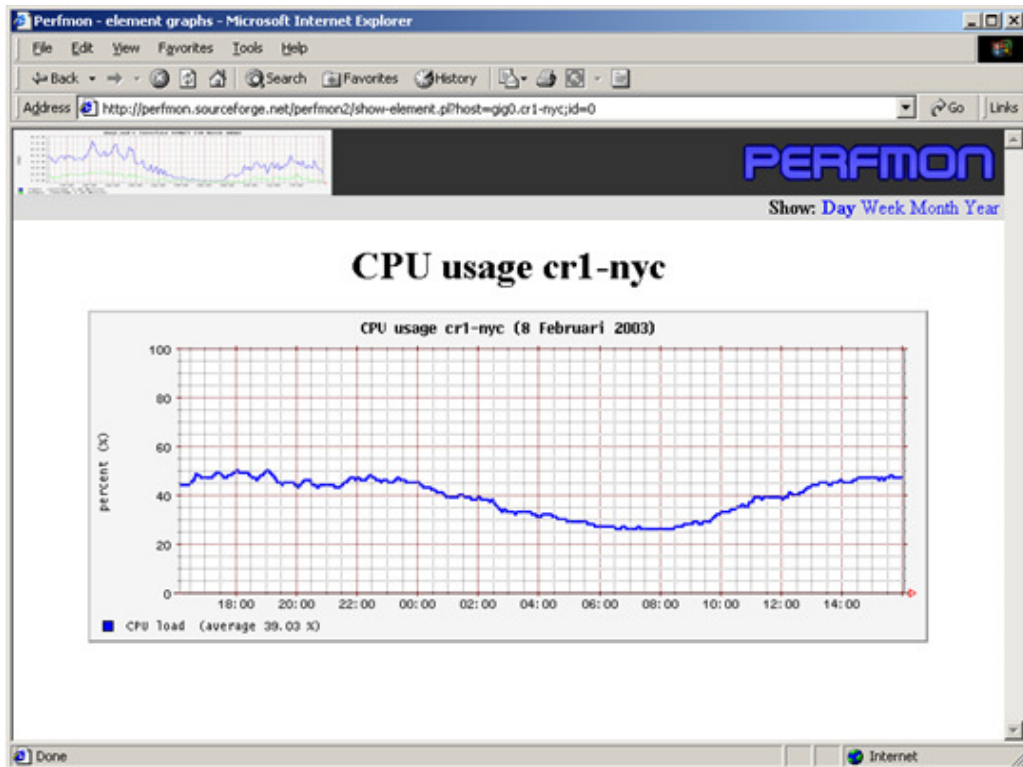 Perfmon - element graphs - Microsoft Internet Explorer
File Edit View Favorites Tools Help
Back Search Favorites History
Address http://perfmon.sourceforge.net/perfmon2/show-element.pl?host=gig0.cr1-nyc;id=0 Go Links
PERFMON
Show: Day Week Month Year
CPU usage cr1-nyc
CPU usage cr1-nyc (8 Februari 2003)
percent (%)
100
80
60
40
20
0
18:00 20:00 22:00 00:00 02:00 04:00 06:00 08:00 10:00 12:00 14:00
CPU load (average 39.03 %)
Done Internet